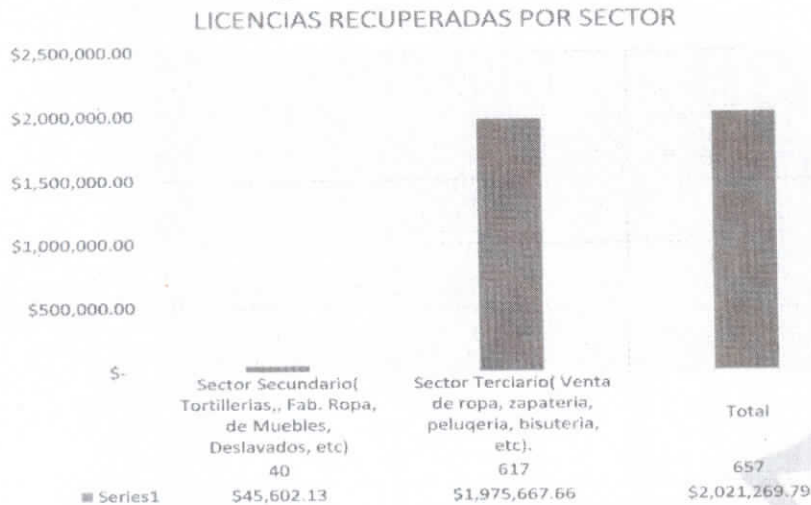 LICENCIAS RECUPERADAS POR SECTOR
$2,500,000.00
$2,000,000.00
$1,500,000.00
$1,000,000.00
$500,000.00
$-
Sector Secundario(
Tortillerias,, Fab. Ropa,
de Muebles,
Deslavados, etc)
40
Sector Terciario( Venta
de ropa, zapateria,
peluqeria, bisuteria,
etc).
617
Total
657
Series1 $45,602.13 $1,975,667.66 $2,021,269.79